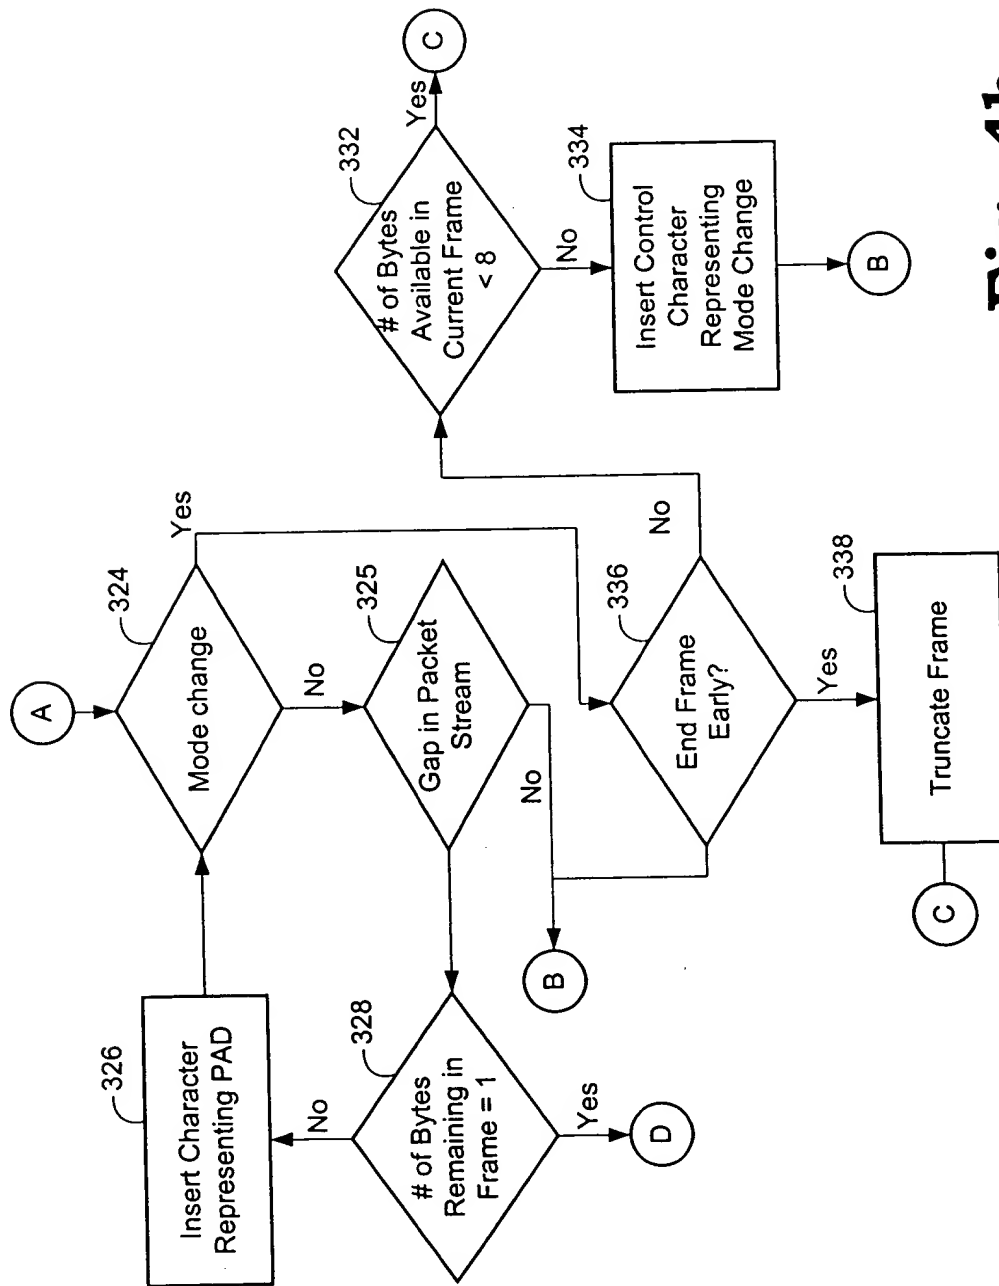 A
324
Mode change
Yes
No
325
Gap in Packet
Stream
No
326
Insert Character
Representing PAD
328
No
# of Bytes
Remaining in
Frame = 1
Yes
D
B
336
End Frame
Early?
No
Yes
338
Truncate Frame
C
332
# of Bytes
Available in
Current Frame
< 8
Yes
C
No
334
Insert Control
Character
Representing
Mode Change
B